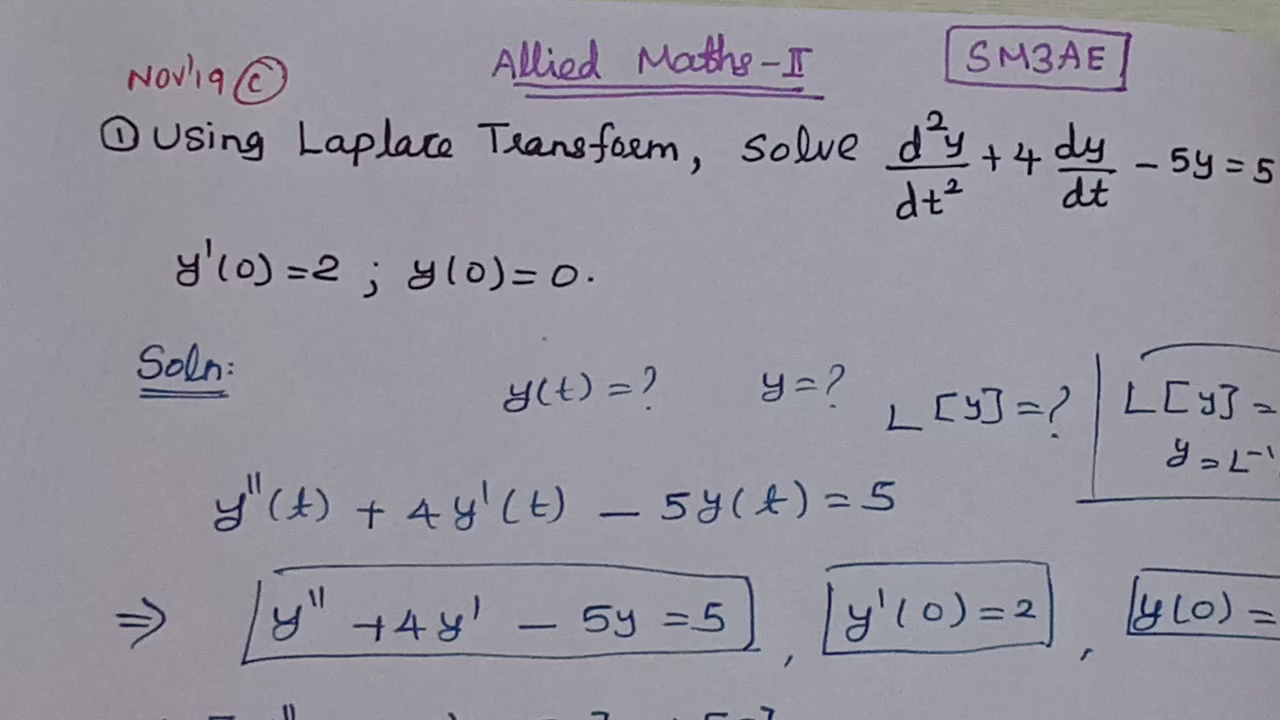 Allied Maths-II
SM3AE
Nov'19 (C)
① Using Laplace Transform, solve d²y/dt² + 4 dy/dt - 5y = 5
y'(0) = 2 ; y(0) = 0.
Soln:
y(t) = ? y = ? L[y] = ?
L[y] =
y = L⁻¹
y''(t) + 4y'(t) - 5y(t) = 5
⇒ y'' + 4y' - 5y = 5 , y'(0) = 2 , y(0) =